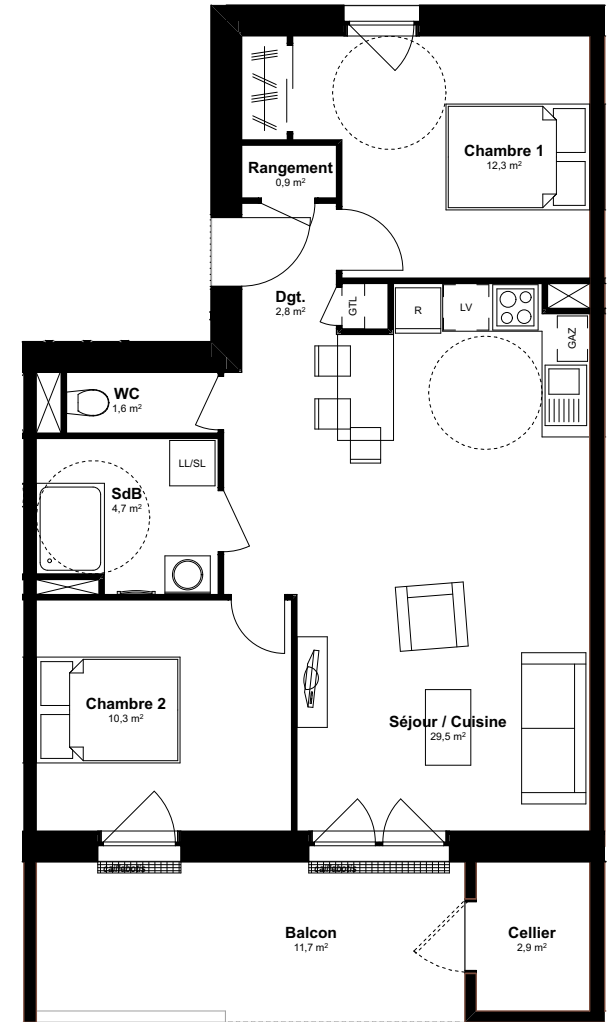 Chambre 1
12,3 m²
Rangement
0,9 m²
Dgt.
2,8 m²
GTL
R
LV
GAZ
WC
1,6 m²
LL/SL
SdB
4,7 m²
Chambre 2
10,3 m²
Séjour / Cuisine
29,5 m²
caillebotis
caillebotis
Balcon
11,7 m²
Cellier
2,9 m²